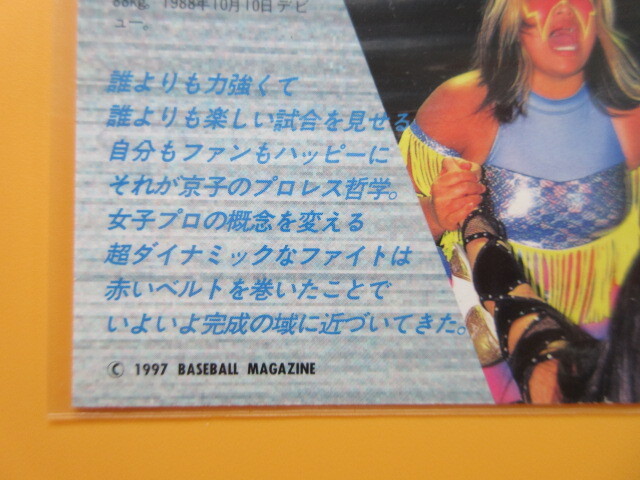 88kg。1988年10月10日デビ
ュー。
誰よりも力強くて
誰よりも楽しい試合を見せる
自分もファンもハッピーに
それが京子のプロレス哲学。
女子プロの概念を変える
超ダイナミックなファイトは
赤いベルトを巻いたことで
いよいよ完成の域に近づいてきた。
© 1997 BASEBALL MAGAZINE